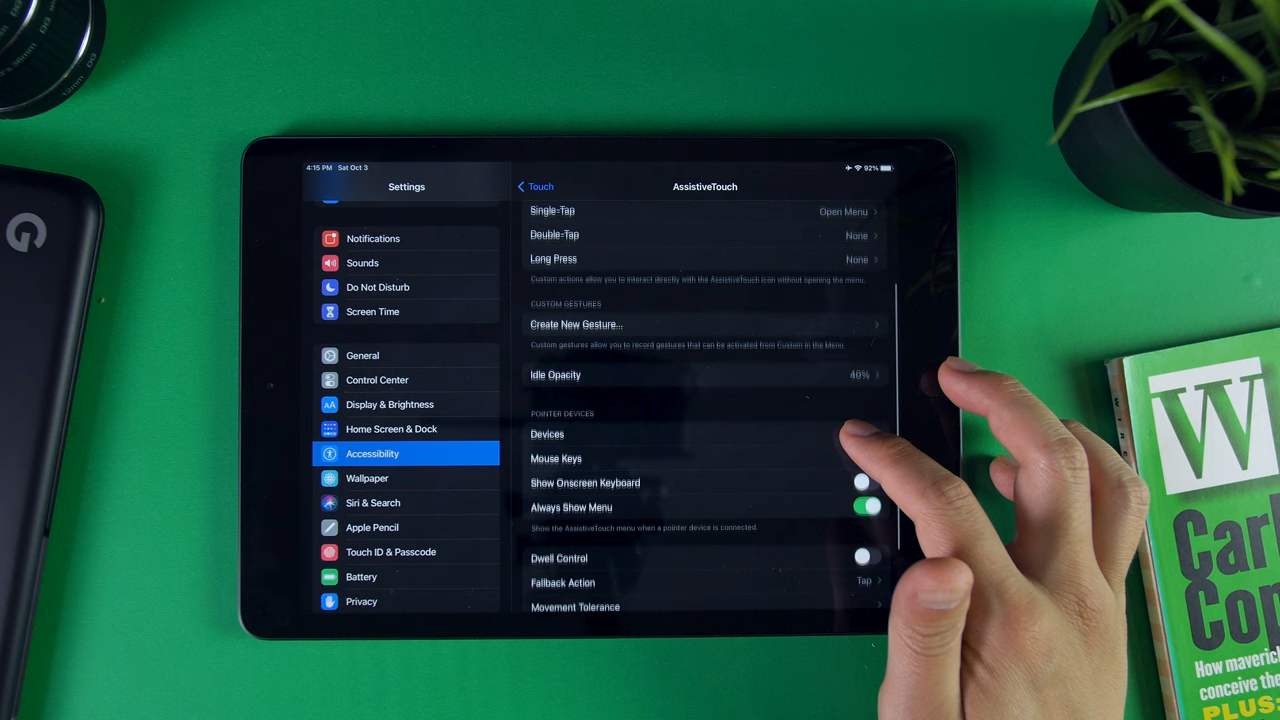 12mm DG
G
4:15 PM Sat Oct 3
92%
Settings
Touch
AssistiveTouch
Notifications
Sounds
Do Not Disturb
Screen Time
General
Control Center
AA Display & Brightness
Home Screen & Dock
Accessibility
Wallpaper
Siri & Search
Apple Pencil
Touch ID & Passcode
Battery
Privacy
Single-Tap Open Menu
Double-Tap None
Long Press None
Custom actions allow you to interact directly with the AssistiveTouch icon without opening the menu.
CUSTOM GESTURES
Create New Gesture...
Custom gestures allow you to record gestures that can be activated from Custom in the Menu.
Idle Opacity 40%
POINTER DEVICES
Devices
Mouse Keys
Show Onscreen Keyboard
Always Show Menu
Show the AssistiveTouch menu when a pointer device is connected.
Dwell Control
Fallback Action Tap
Movement Tolerance
W
How maverick
conceive the
PLUS: